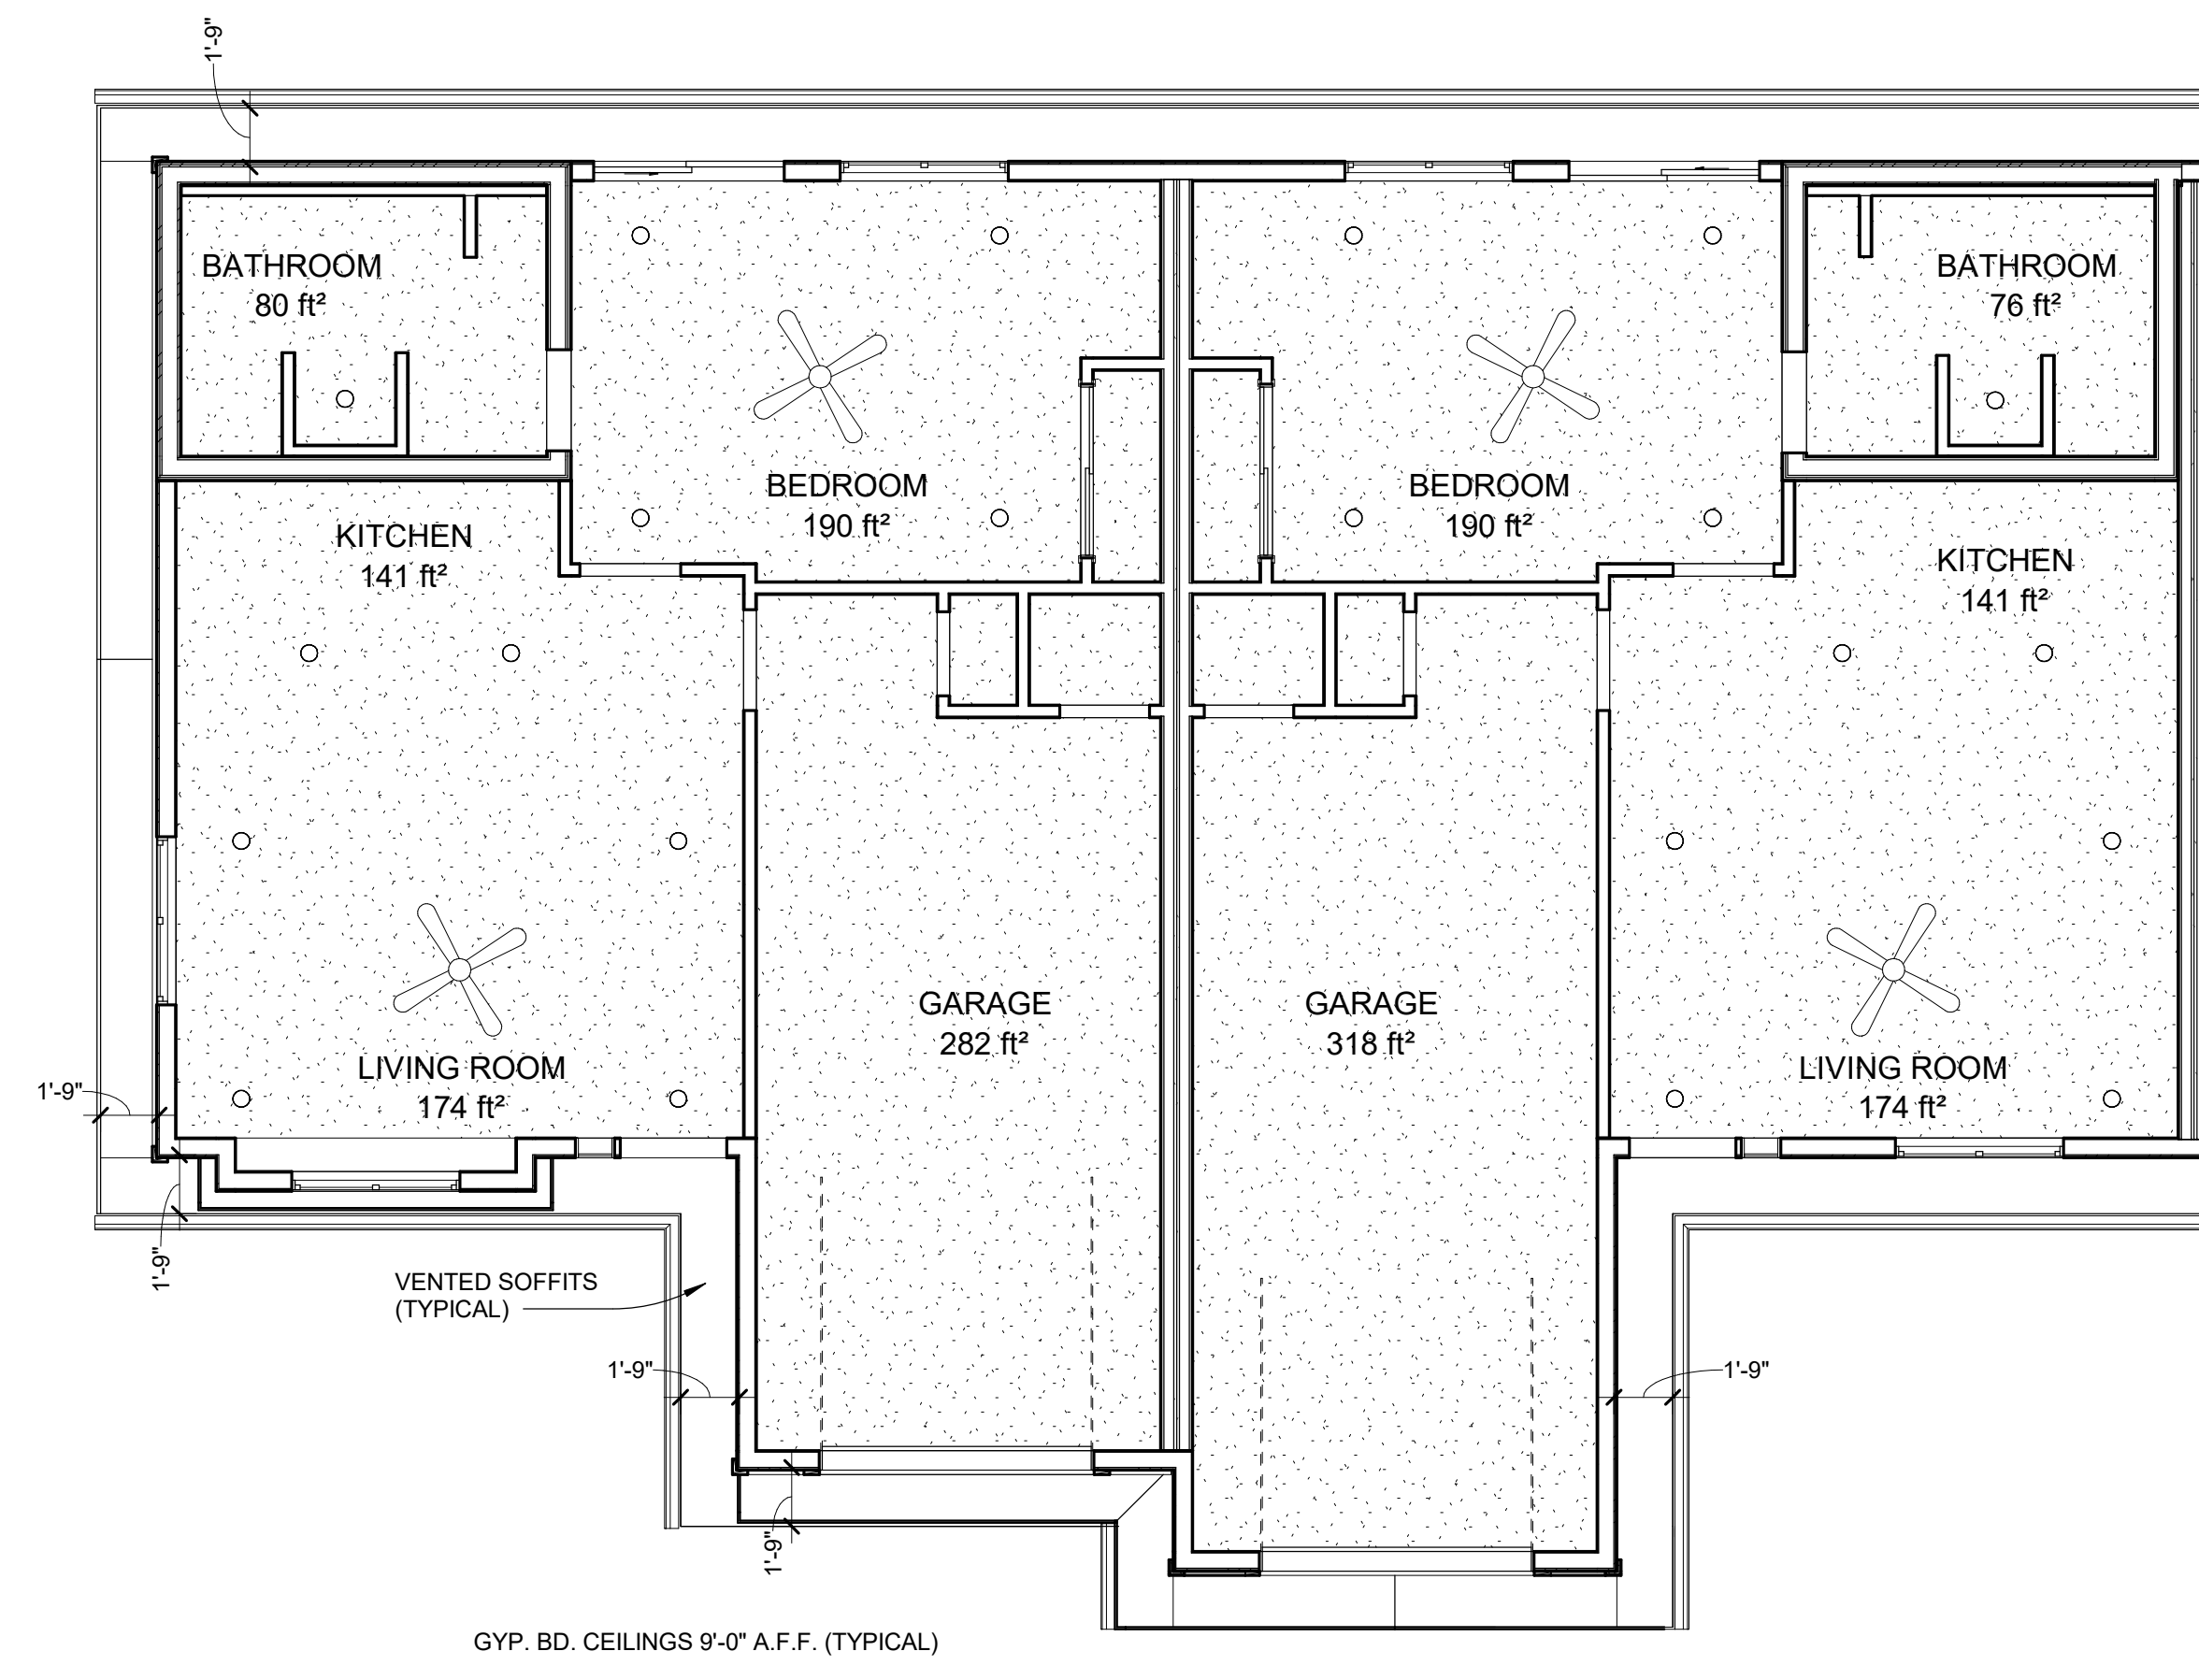 1'-9"
BATHROOM
80 ft²
BATHROOM
76 ft²
BEDROOM
190 ft²
BEDROOM
190 ft²
KITCHEN
141 ft²
KITCHEN
141 ft²
GARAGE
282 ft²
GARAGE
318 ft²
LIVING ROOM
174 ft²
LIVING ROOM
174 ft²
1'-9"
1'-9"
VENTED SOFFITS
(TYPICAL)
1'-9"
1'-9"
1'-9"
GYP. BD. CEILINGS 9'-0" A.F.F. (TYPICAL)